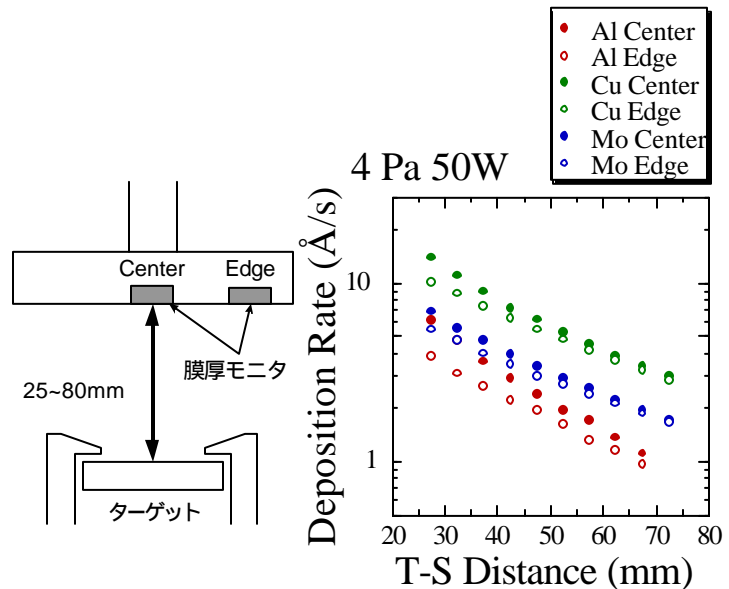 Al Center
Al Edge
Cu Center
Cu Edge
Mo Center
Mo Edge
4 Pa 50W
Center
Edge
膜厚モニタ
25~80mm
ターゲット
Deposition Rate (Å/s)
10
1
20 30 40 50 60 70 80
T-S Distance (mm)